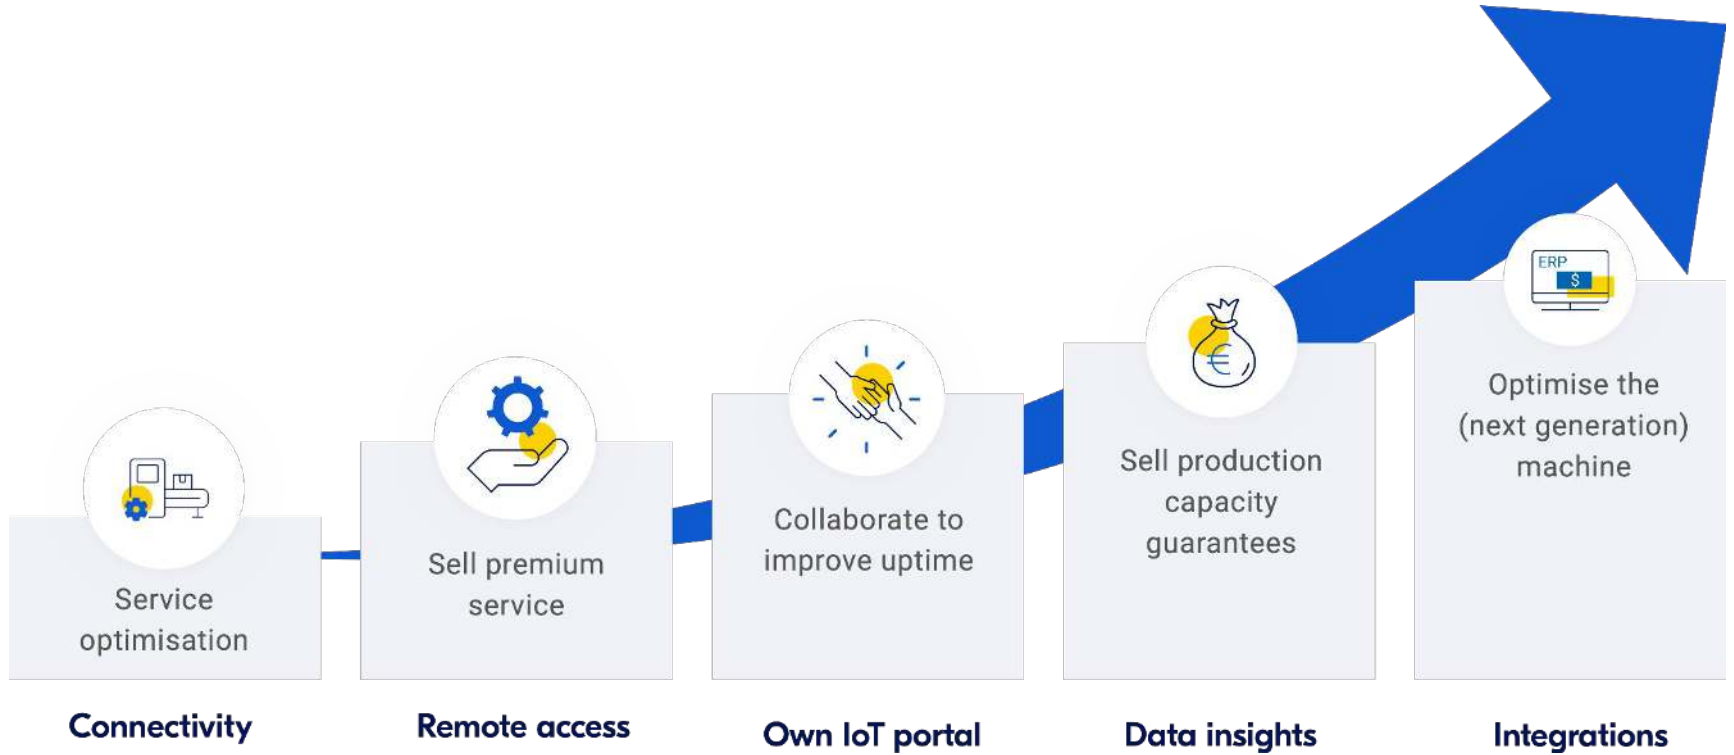 ERP
$
€
Service
optimisation
Sell premium
service
Collaborate to
improve uptime
Sell production
capacity
guarantees
Optimise the
(next generation)
machine
Connectivity
Remote access
Own IoT portal
Data insights
Integrations